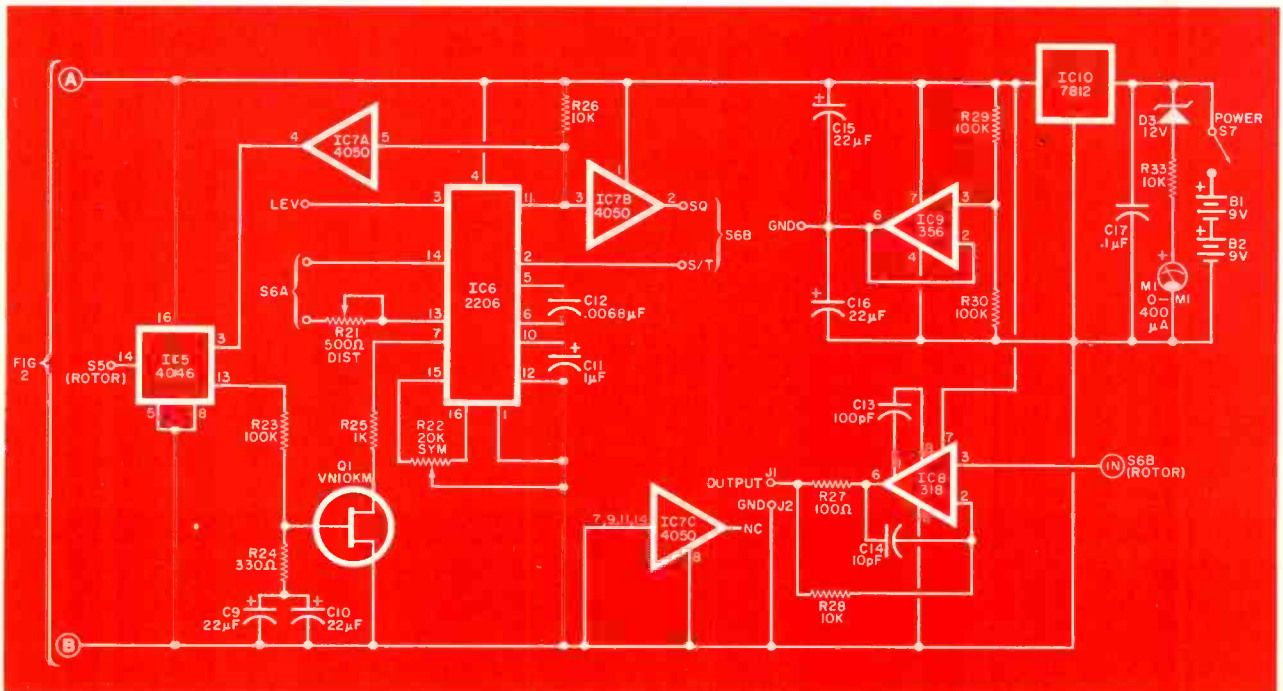 A
FIG
2
B
S5
(ROTOR)
14
16
IC5
4046
3
13
5
8
4
IC7A
4050
5
LEV
S6A
R21
500Ω
DIST
R23
100K
R25
1K
Q1
VN10KM
R24
330Ω
C9
22µF
C10
22µF
R22
20K
SYM
4
3
14
13
7
15
16
1
IC6
2206
11
2
5
6
10
12
R26
10K
3
IC7B
4050
1
2
SQ
S/T
S6B
C12
.0068µF
C11
1µF
7,9,11,14
IC7C
4050
NC
8
C15
22µF
GND
C16
22µF
6
7
IC9
356
4
3
2
R29
100K
R30
100K
IC10
7812
C17
.1µF
D3
12V
R33
10K
M1
0-
400
µA
M1
POWER
S7
B1
9V
B2
9V
C13
100pF
8
7
J1
OUTPUT
GND
J2
R27
100Ω
6
IC8
318
3
2
IN
S6B
(ROTOR)
C14
10pF
R28
10K